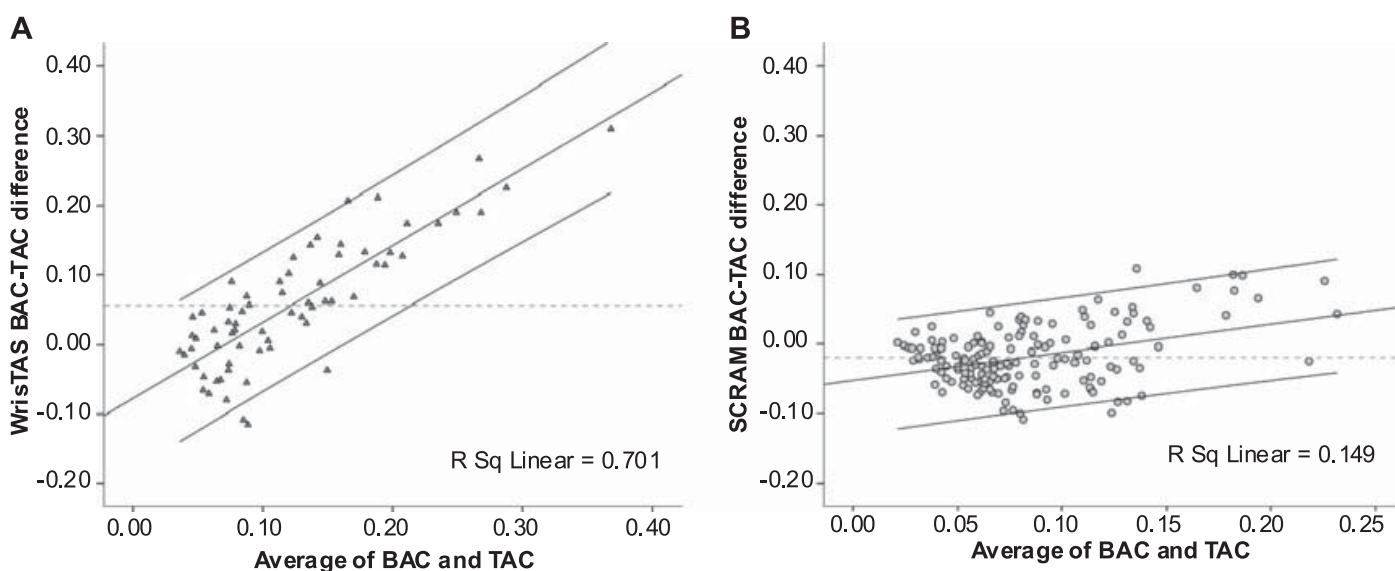 A
WrisTAS BAC-TAC difference
0.40
0.30
0.20
0.10
0.00
-0.10
-0.20
R Sq Linear = 0.701
0.00 0.10 0.20 0.30 0.40
Average of BAC and TAC
B
SCRAM BAC-TAC difference
0.40
0.30
0.20
0.10
0.00
-0.10
-0.20
R Sq Linear = 0.149
0.00 0.05 0.10 0.15 0.20 0.25
Average of BAC and TAC